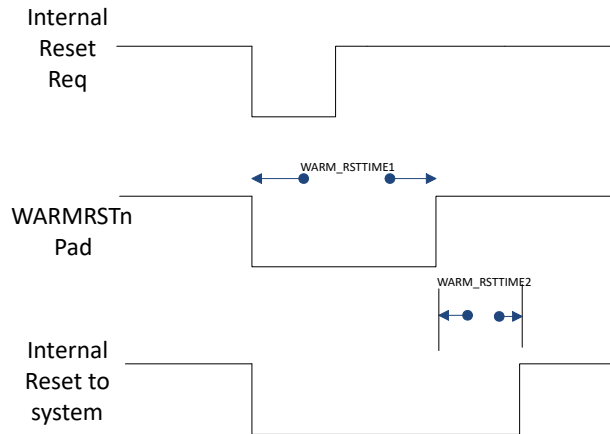 Internal
Reset
Req
WARM_RSTTIME1
WARMRSTn
Pad
WARM_RSTTIME2
Internal
Reset to
system